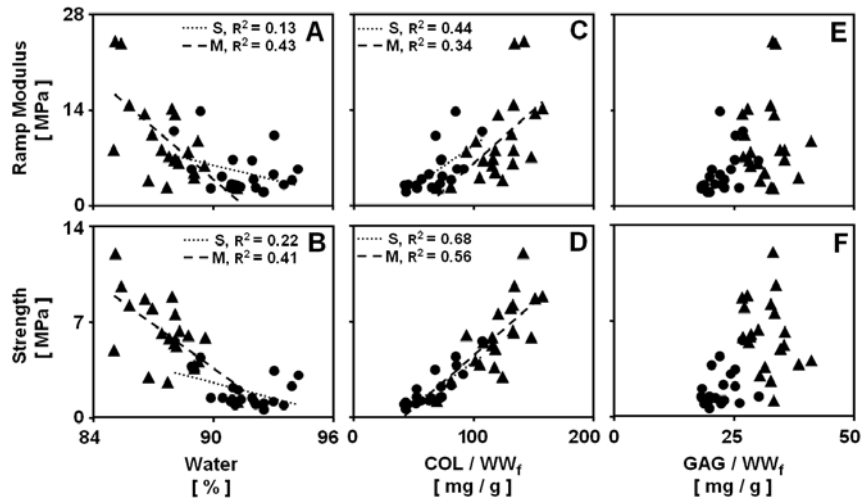 28
S, R² = 0.13
M, R² = 0.43
A
S, R² = 0.44
M, R² = 0.34
C
E
Ramp Modulus
[ MPa ]
14
0
14
S, R² = 0.22
M, R² = 0.41
B
S, R² = 0.68
M, R² = 0.56
D
F
Strength
[ MPa ]
7
0
84
90
96
0
100
200
0
25
50
Water
[ % ]
COL / WWf
[ mg / g ]
GAG / WWf
[ mg / g ]